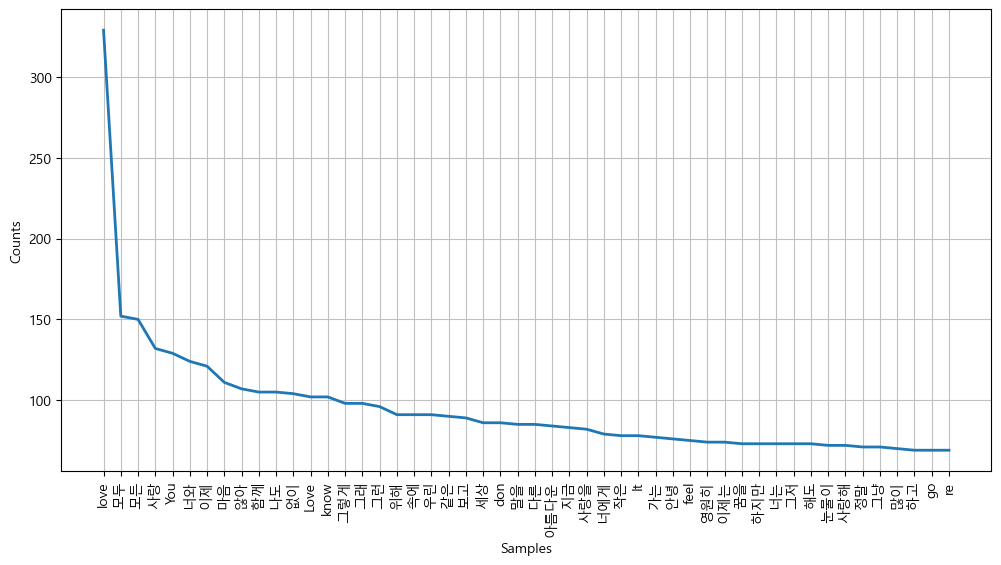 300
250
200
150
100
Counts
love
모두
모든
사랑
You
너와
이제
마음
않아
함께
나도
없이
Love
know
그렇게
그래
그런
위해
속에
우린
같은
보고
세상
don
말을
다른
아름다운
지금
사랑을
너에게
작은
It
가는
안녕
feel
영원히
이제는
꿈을
하지만
너는
그저
해도
눈물이
사랑해
정말
그냥
많이
하고
go
re
Samples